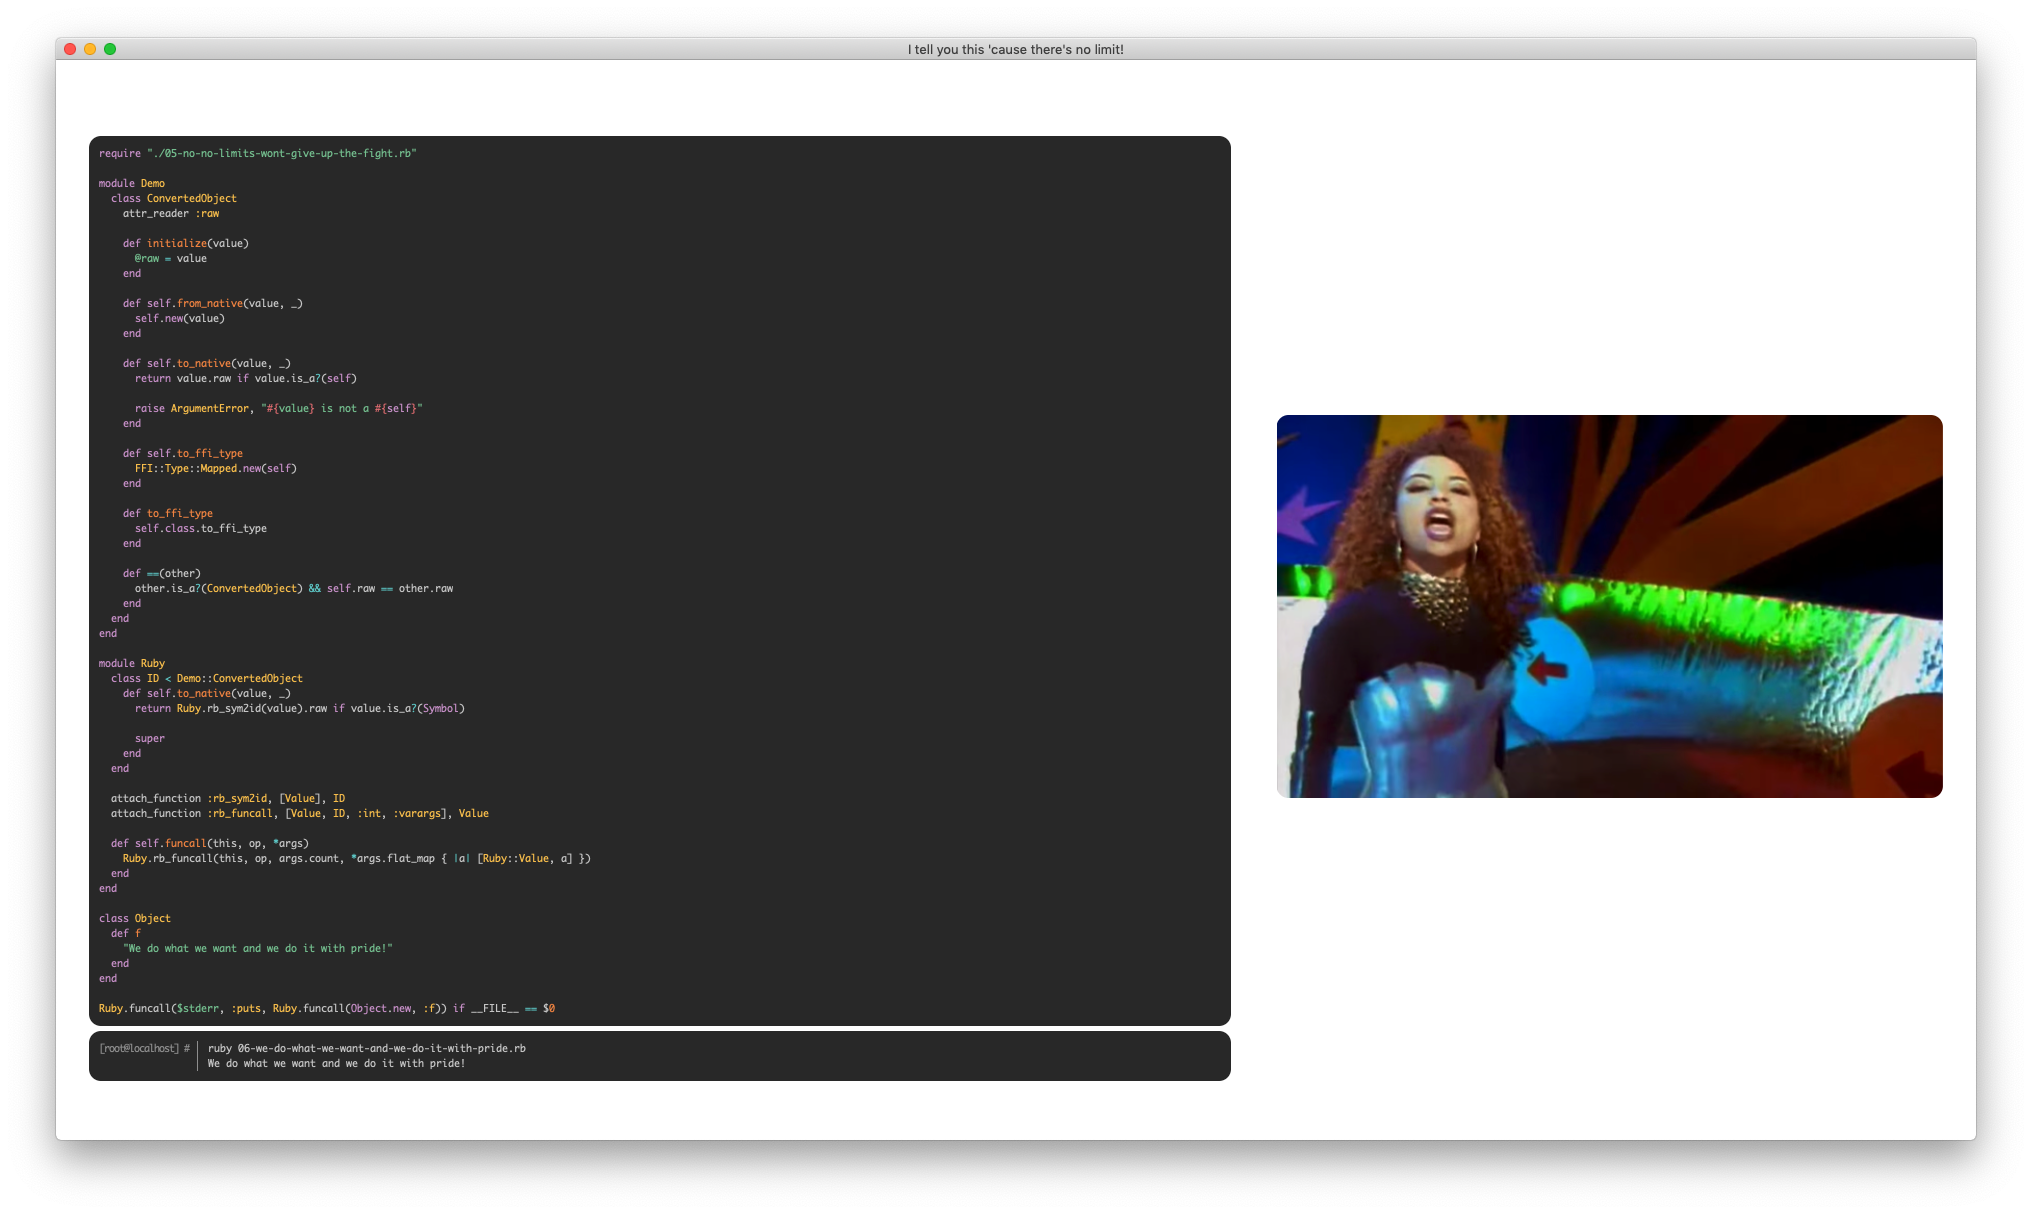 I tell you this 'cause there's no limit!
require "./05-no-no-limits-wont-give-up-the-fight.rb"
module Demo
class ConvertedObject
attr_reader :raw
def initialize(value)
@raw = value
end
def self.from_native(value, _)
self.new(value)
end
def self.to_native(value, _)
return value.raw if value.is_a?(self)
raise ArgumentError, "#{value} is not a #{self}"
end
def self.to_ffi_type
FFI::Type::Mapped.new(self)
end
def to_ffi_type
self.class.to_ffi_type
end
def ==(other)
other.is_a?(ConvertedObject) && self.raw == other.raw
end
end
end
module Ruby
class ID < Demo::ConvertedObject
def self.to_native(value, _)
return Ruby.rb_sym2id(value).raw if value.is_a?(Symbol)
super
end
end
attach_function :rb_sym2id, [Value], ID
attach_function :rb_funcall, [Value, ID, :int, :varargs], Value
def self.funcall(this, op, *args)
Ruby.rb_funcall(this, op, args.count, *args.flat_map { |a| [Ruby::Value, a] })
end
end
class Object
def f
"We do what we want and we do it with pride!"
end
end
Ruby.funcall($stderr, :puts, Ruby.funcall(Object.new, :f)) if __FILE__ == $0
[root@localhost] # ruby 06-we-do-what-we-want-and-we-do-it-with-pride.rb
We do what we want and we do it with pride!